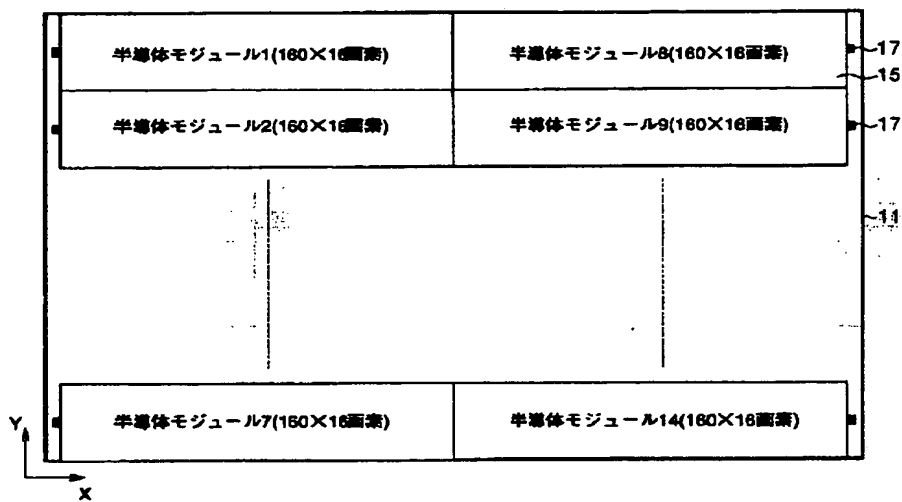 半導体モジュール1(160×16画素) 半導体モジュール8(160×16画素) 17
15
半導体モジュール2(160×16画素) 半導体モジュール9(160×16画素) 17
11
半導体モジュール7(160×16画素) 半導体モジュール14(160×16画素)
Y
X